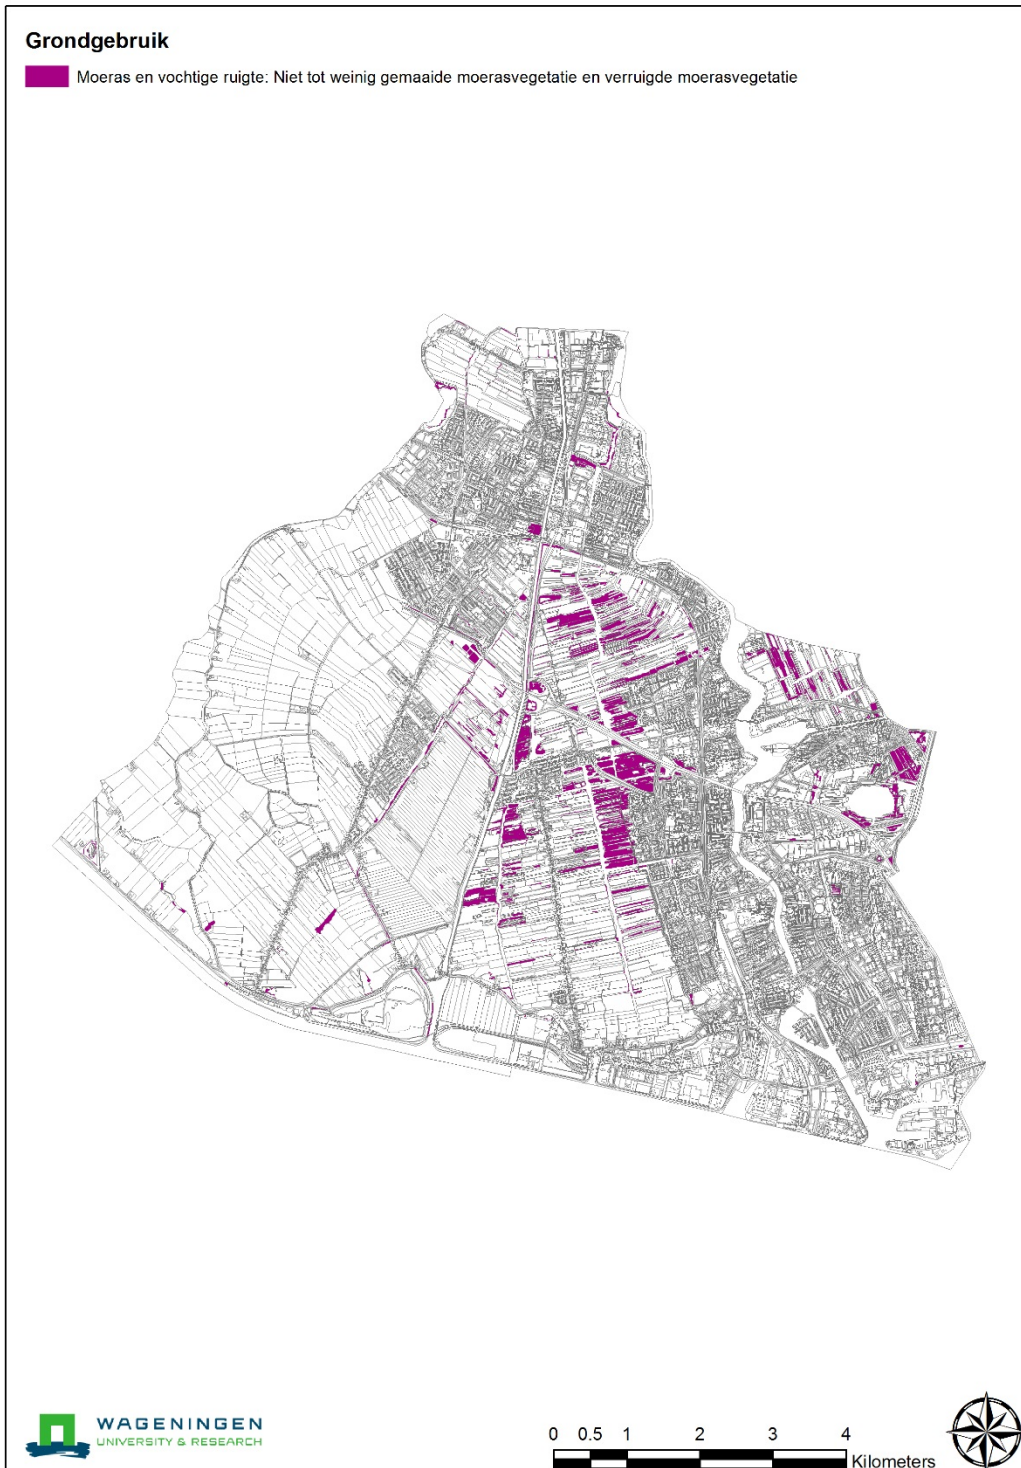 Grondgebruik
Moeras en vochtige ruigte: Niet tot weinig gemaaide moerasvegetatie en verruigde moerasvegetatie
WAGENINGEN
UNIVERSITY & RESEARCH
0 0.5 1 2 3 4
Kilometers